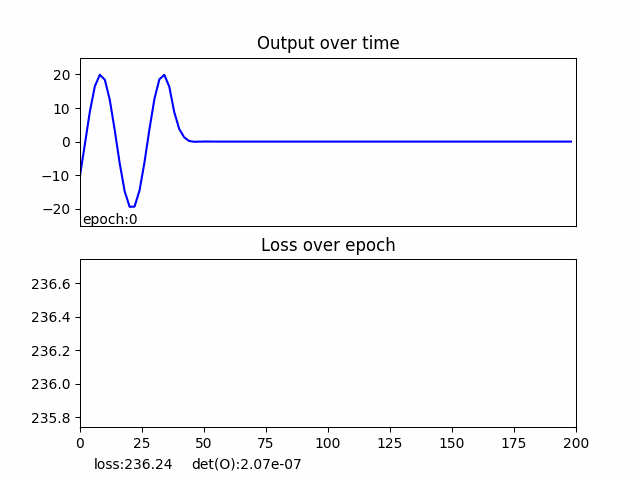 Output over time
20
10
0
−10
−20
epoch:0
Loss over epoch
236.6
236.4
236.2
236.0
235.8
0 25 50 75 100 125 150 175 200
loss:236.24 det(O):2.07e-07